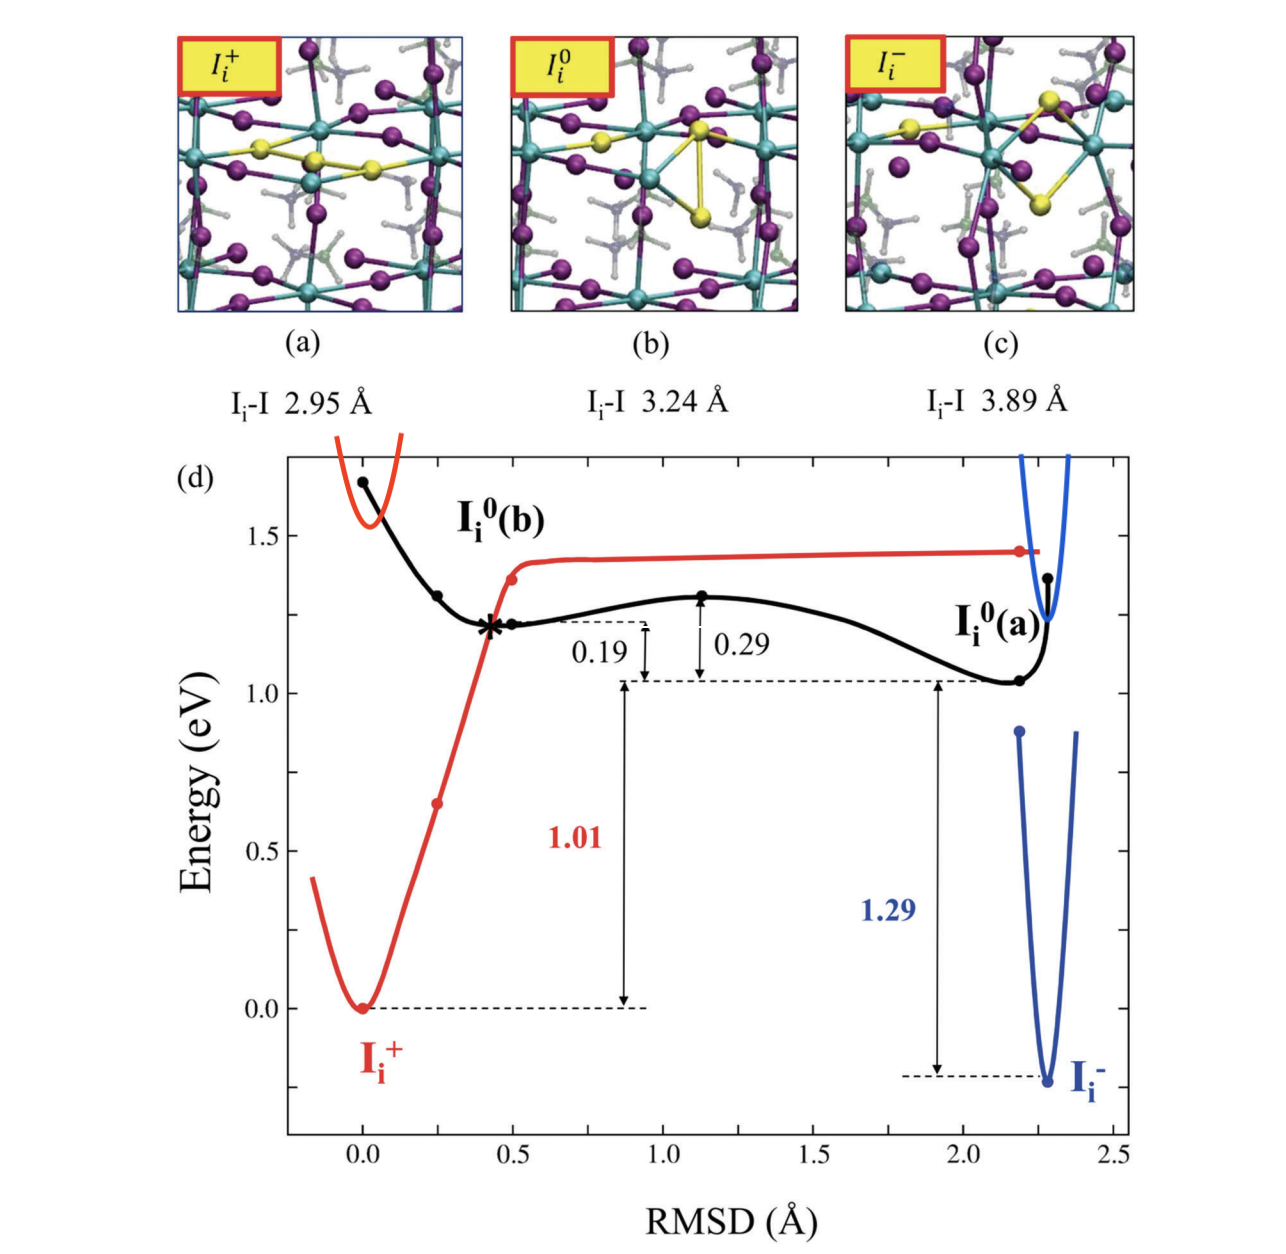 I_i^+ I_i^0 I_i^-
(a) (b) (c)
I_i-I 2.95 Å I_i-I 3.24 Å I_i-I 3.89 Å
(d)
I_i^0(b)
I_i^0(a)
0.19 0.29
1.01
1.29
I_i^+
I_i^-
1.5
1.0
0.5
0.0
Energy (eV)
0.0 0.5 1.0 1.5 2.0 2.5
RMSD (Å)